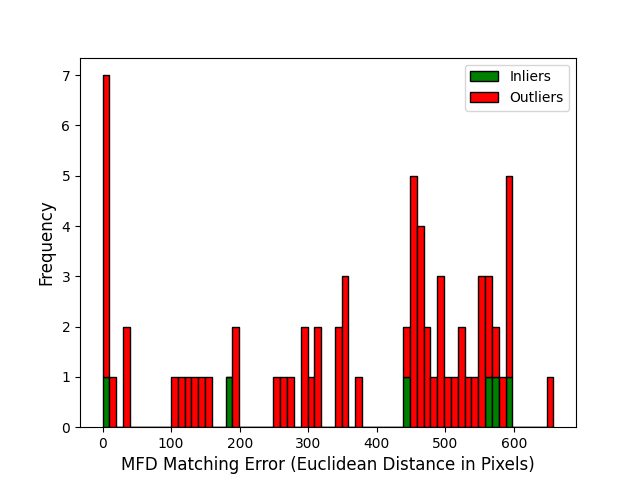 Inliers
Outliers
7
6
5
4
3
2
1
0
Frequency
0 100 200 300 400 500 600
MFD Matching Error (Euclidean Distance in Pixels)